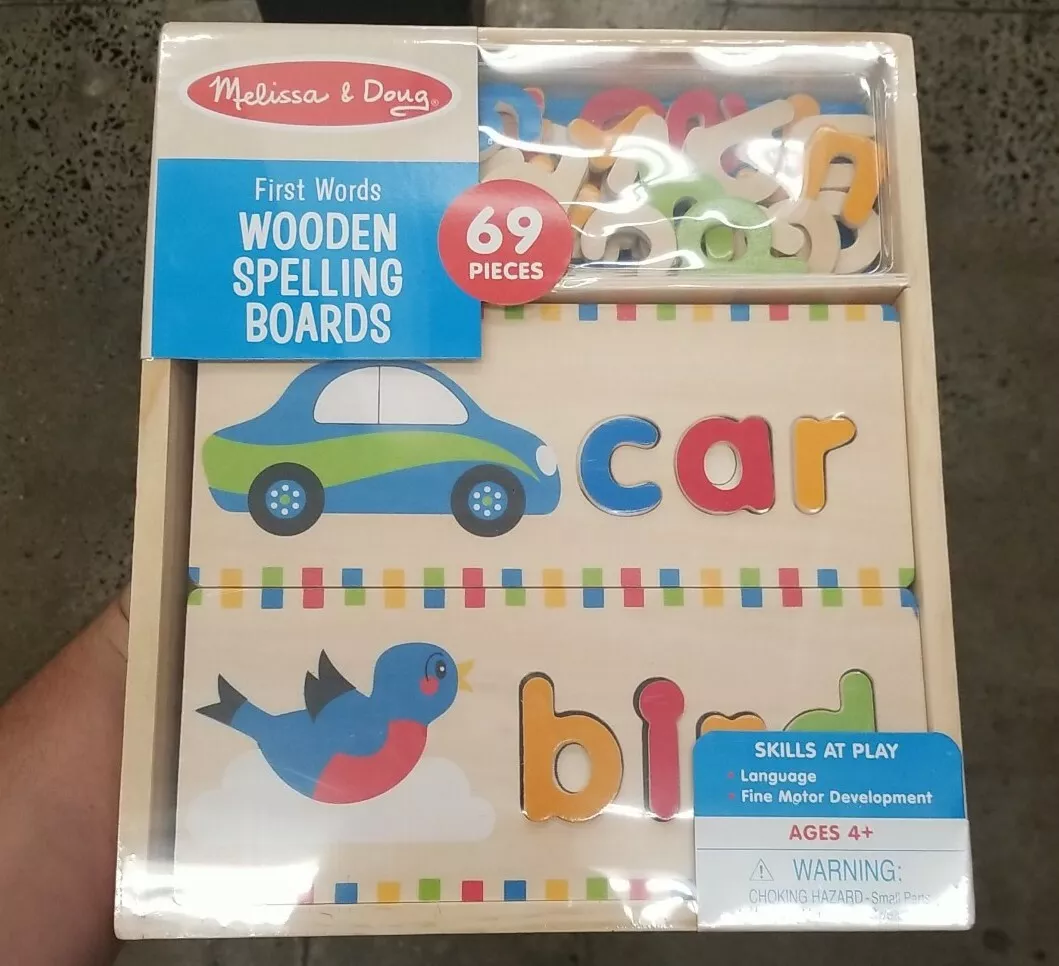 Melissa & Doug®
First Words
WOODEN
SPELLING
BOARDS
69
PIECES
car
bird
SKILLS AT PLAY
Language
Fine Motor Development
AGES 4+
WARNING:
CHOKING HAZARD-Small Parts